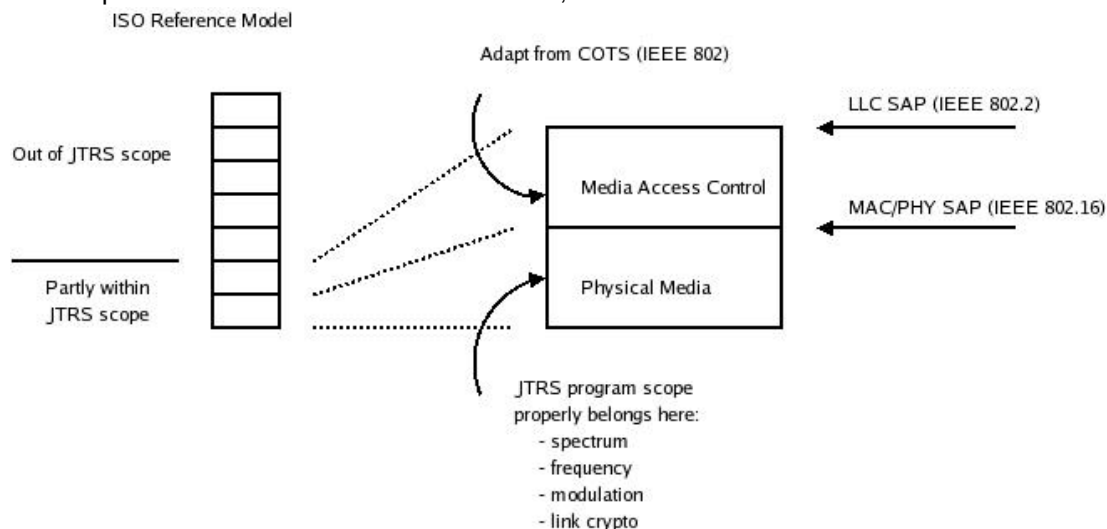 ISO Reference Model
Adapt from COTS (IEEE 802)
LLC SAP (IEEE 802.2)
Out of JTRS scope
Media Access Control
MAC/PHY SAP (IEEE 802.16)
Partly within
JTRS scope
Physical Media
JTRS program scope
properly belongs here:
- spectrum
- frequency
- modulation
- link crypto